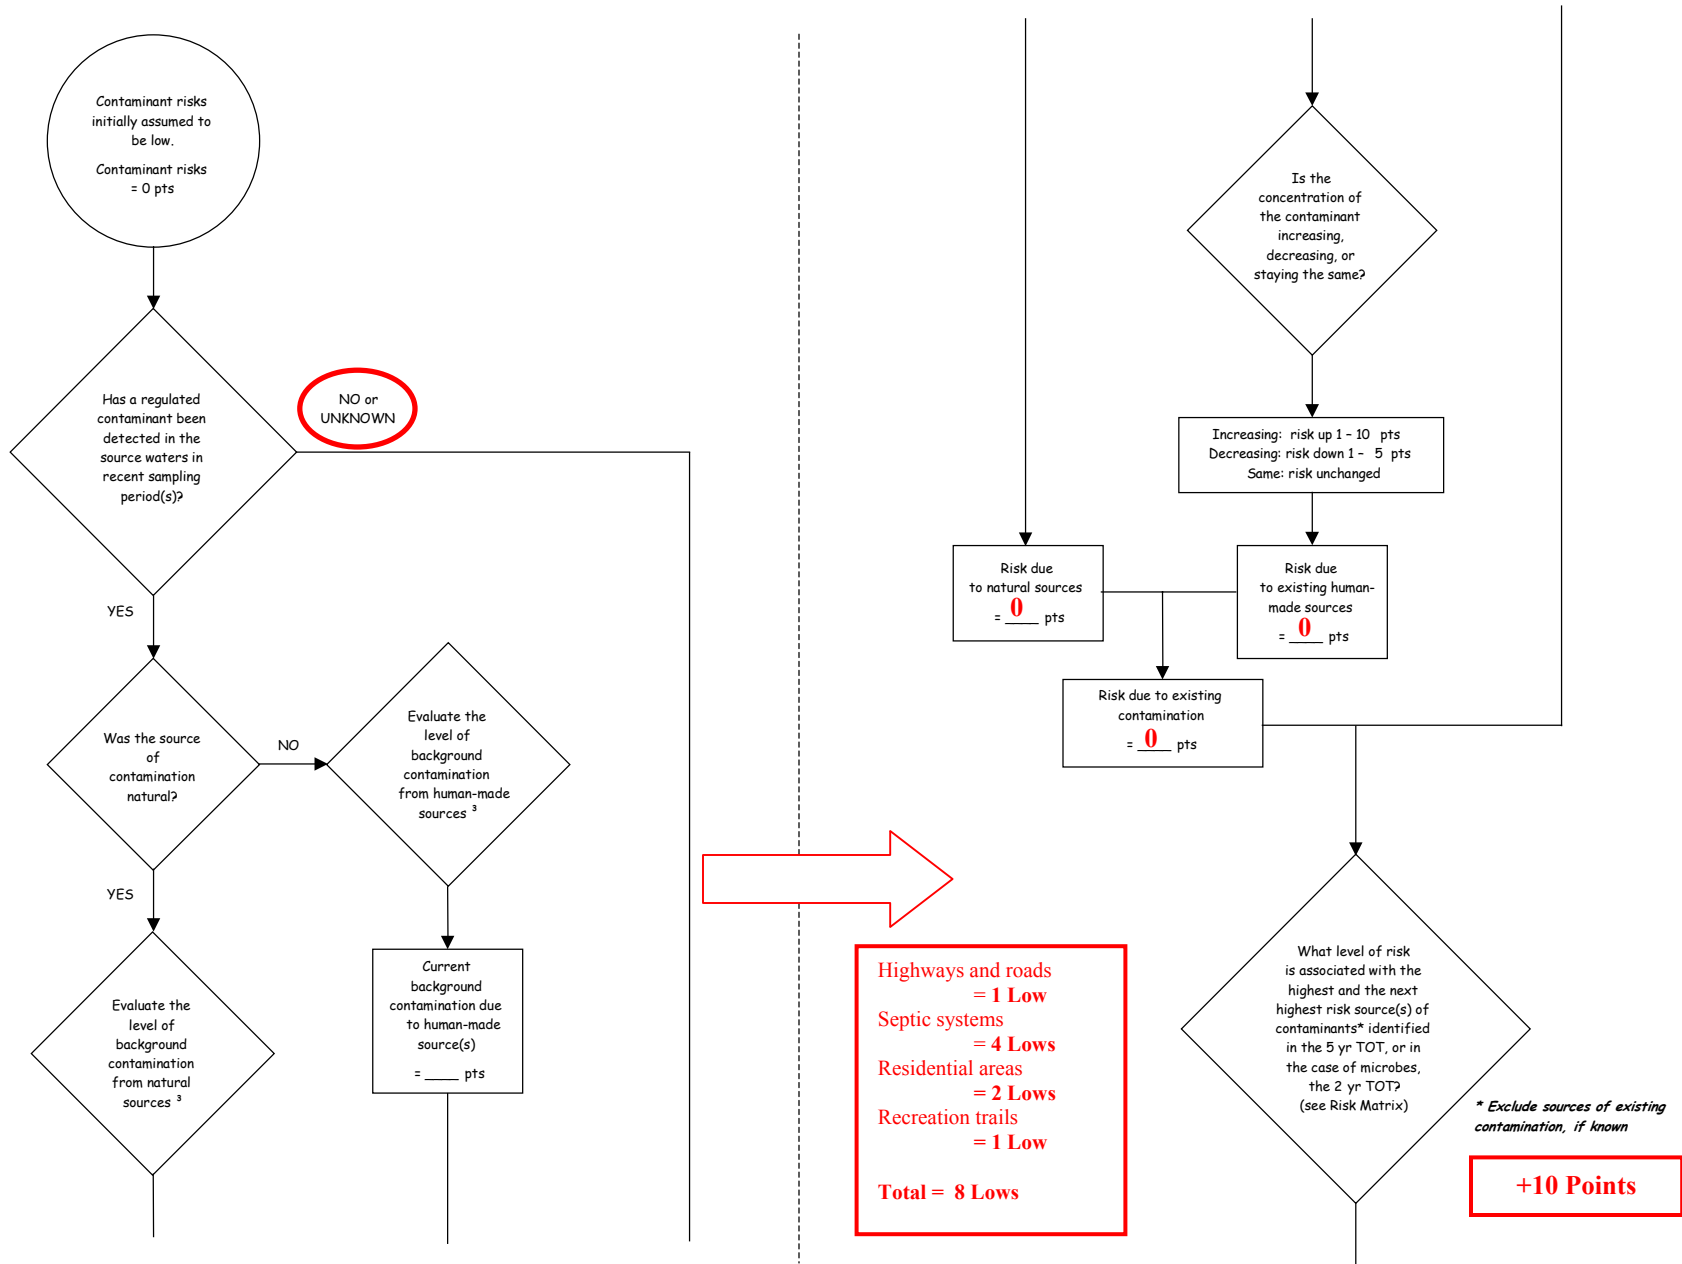 Contaminant risks
initially assumed to
be low.
Contaminant risks
= 0 pts
Has a regulated
contaminant been
detected in the
source waters in
recent sampling
period(s)?
NO or
UNKNOWN
YES
Was the source
of
contamination
natural?
NO
Evaluate the
level of
background
contamination
from human-made
sources ³
YES
Evaluate the
level of
background
contamination
from natural
sources ³
Current
background
contamination due
to human-made
source(s)
= ____ pts
Is the
concentration of
the contaminant
increasing,
decreasing, or
staying the same?
Increasing: risk up 1 – 10 pts
Decreasing: risk down 1 – 5 pts
Same: risk unchanged
Risk due
to natural sources
= 0 pts
Risk due
to existing human-
made sources
= 0 pts
Risk due to existing
contamination
= 0 pts
Highways and roads
= 1 Low
Septic systems
= 4 Lows
Residential areas
= 2 Lows
Recreation trails
= 1 Low
Total = 8 Lows
What level of risk
is associated with the
highest and the next
highest risk source(s) of
contaminants* identified
in the 5 yr TOT, or in
the case of microbes,
the 2 yr TOT?
(see Risk Matrix)
* Exclude sources of existing
contamination, if known
+10 Points